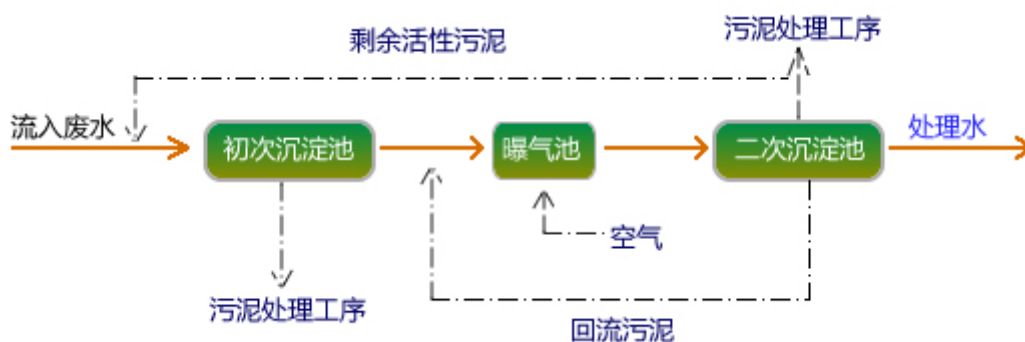 污泥处理工序
剩余活性污泥
流入废水
初次沉淀池
曝气池
二次沉淀池
处理水
空气
污泥处理工序
回流污泥